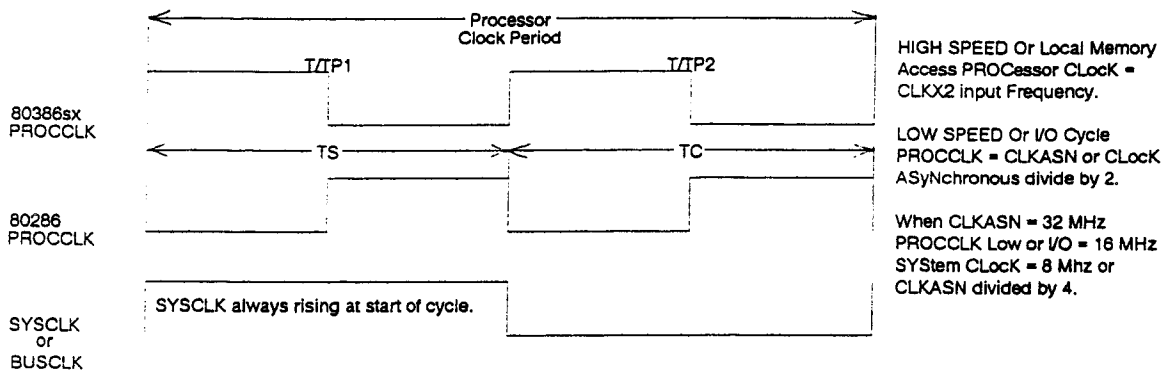 Processor
Clock Period
T/TP1
T/TP2
80386sx
PROCCLK
TS
TC
80286
PROCCLK
SYSCLK always rising at start of cycle.
SYSCLK
or
BUSCLK
HIGH SPEED Or Local Memory
Access PROCessor CLocK =
CLKX2 input Frequency.
LOW SPEED Or I/O Cycle
PROCCLK = CLKASN or CLocK
ASyNchronous divide by 2.
When CLKASN = 32 MHz
PROCCLK Low or I/O = 16 MHz
SYStem CLocK = 8 Mhz or
CLKASN divided by 4.